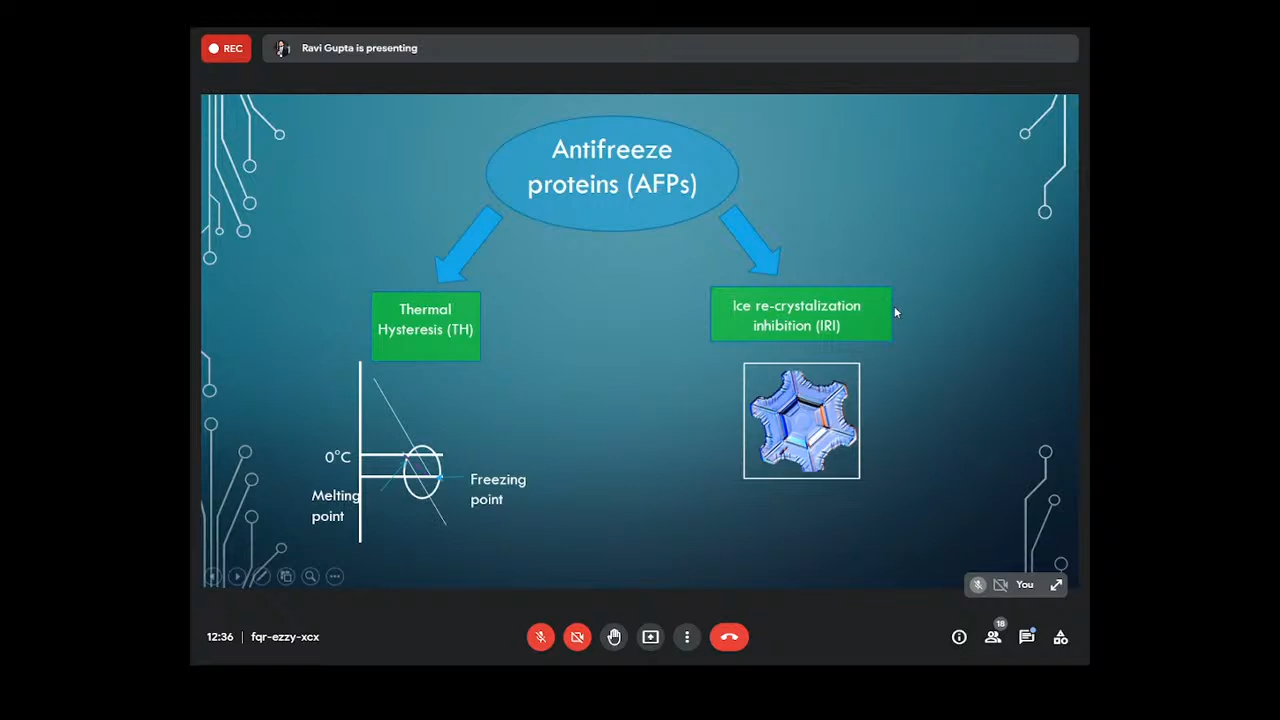 REC
Ravi Gupta is presenting
Antifreeze
proteins (AFPs)
Thermal
Hysteresis (TH)
Ice re-crystalization
inhibition (IRI)
0°C
Melting
point
Freezing
point
You
12:36 | fqr-ezzy-xcx
18